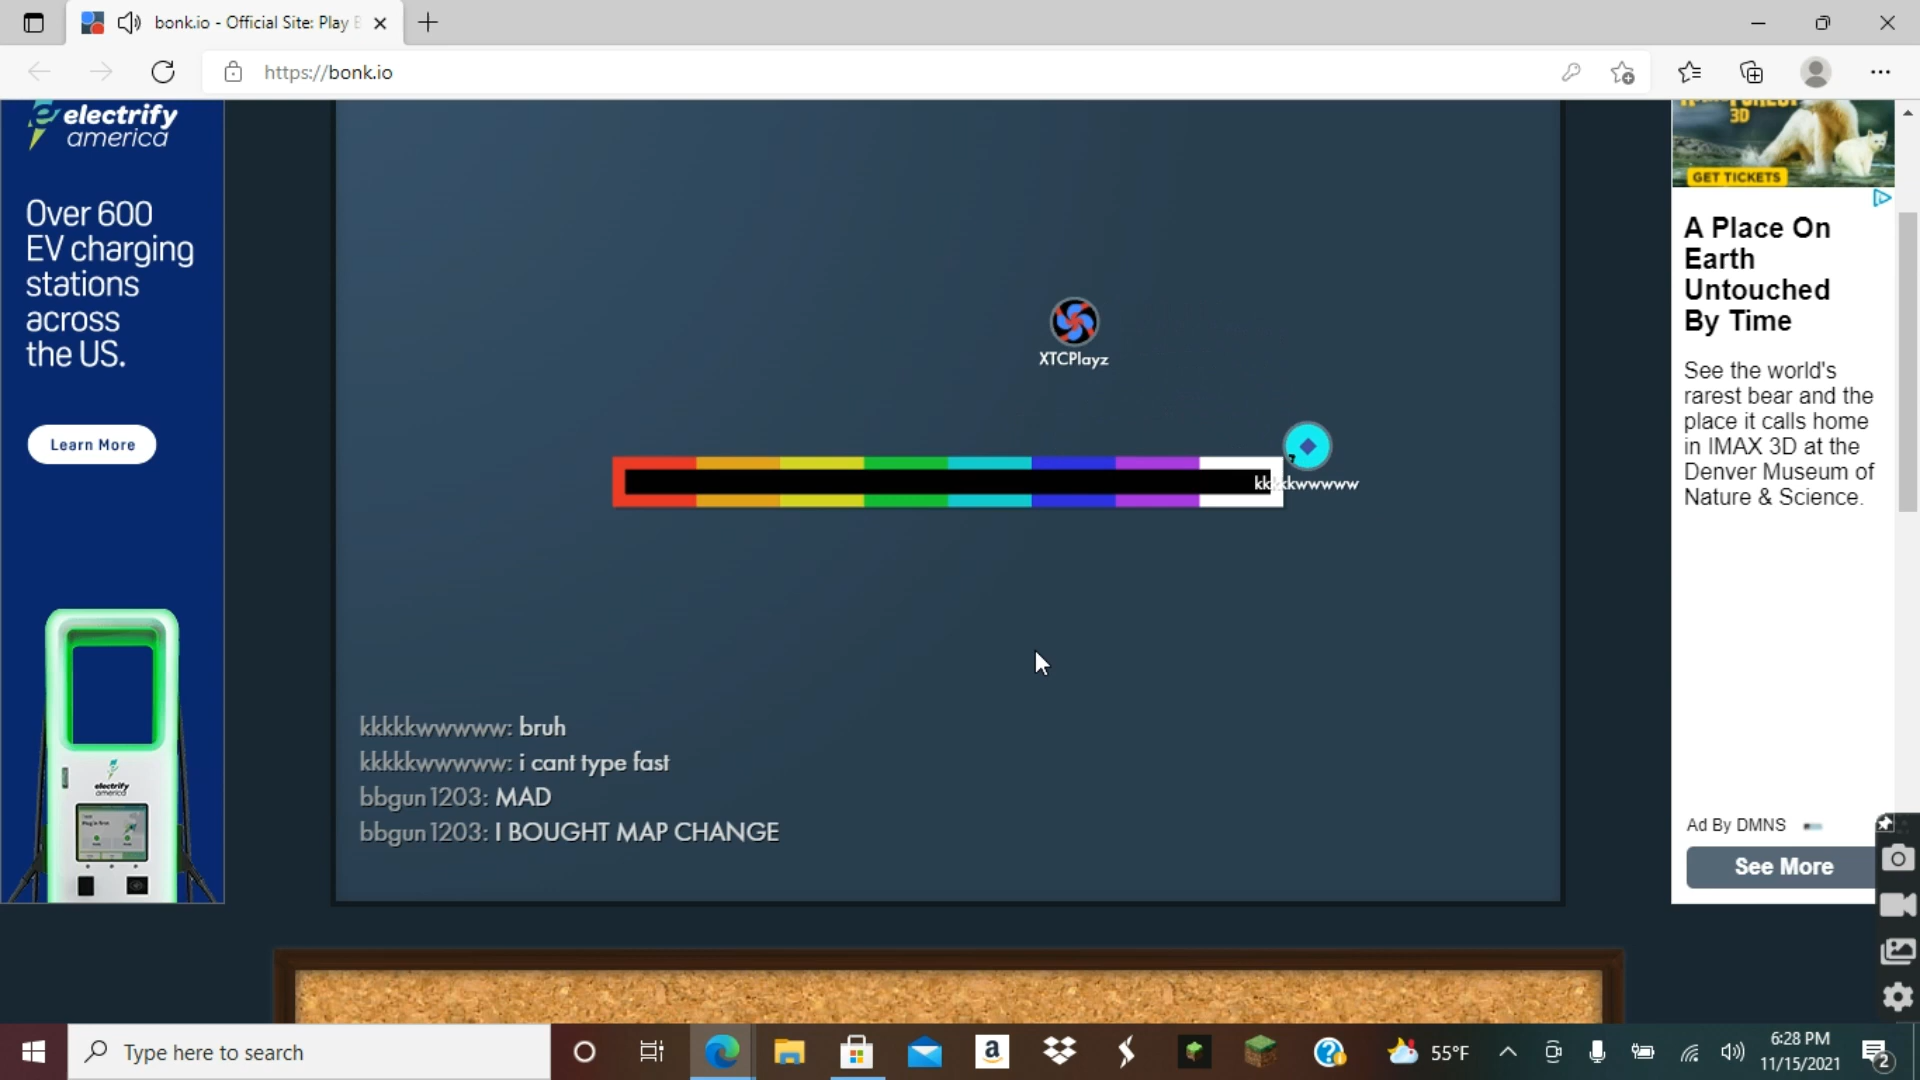 bonk.io - Official Site: Play B
https://bonk.io
electrify
america
Over 600
EV charging
stations
across
the US.
Learn More
electrify
america
XTCPlayz
kkkkkwwwww
kkkkkwwwww: bruh
kkkkkwwwww: i cant type fast
bbgun1203: MAD
bbgun1203: I BOUGHT MAP CHANGE
3D
GET TICKETS
A Place On
Earth
Untouched
By Time
See the world's
rarest bear and the
place it calls home
in IMAX 3D at the
Denver Museum of
Nature & Science.
Ad By DMNS
See More
Type here to search
55°F
6:28 PM
11/15/2021
2